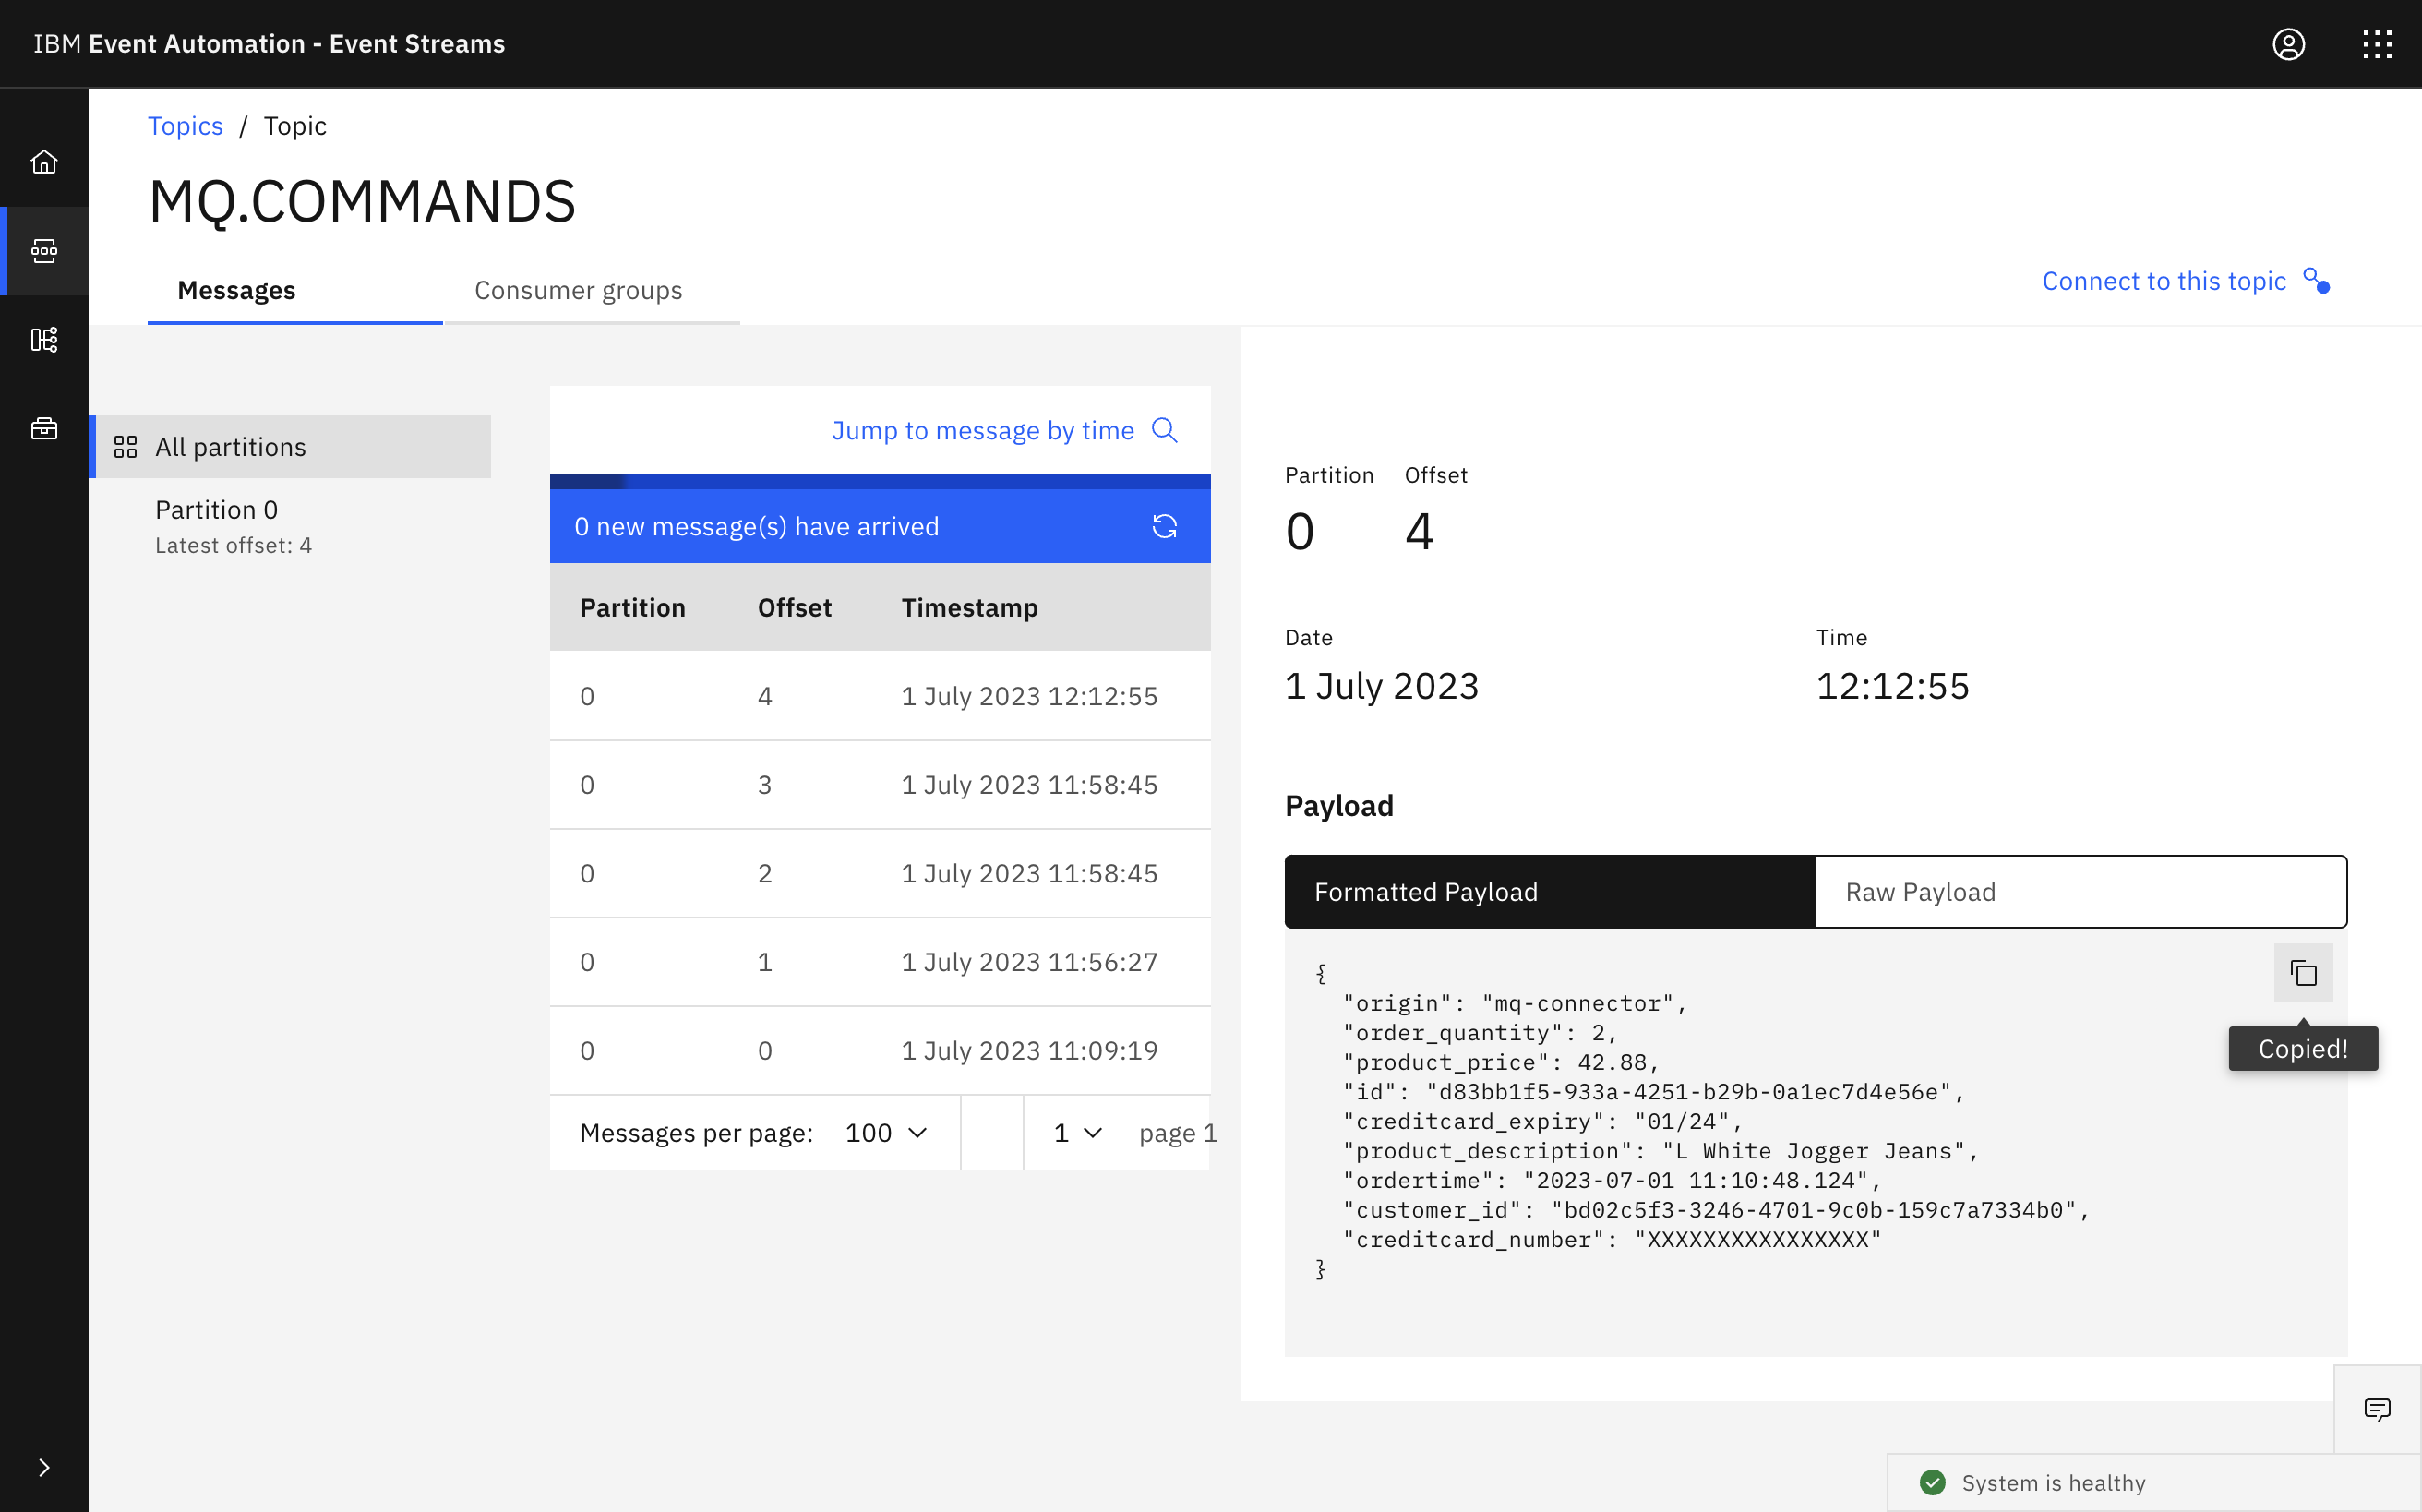 IBM Event Automation - Event Streams
Topics / Topic
MQ.COMMANDS
Messages
Consumer groups
Connect to this topic
All partitions
Partition 0
Latest offset: 4
Jump to message by time
0 new message(s) have arrived
Partition Offset Timestamp
0 4 1 July 2023 12:12:55
0 3 1 July 2023 11:58:45
0 2 1 July 2023 11:58:45
0 1 1 July 2023 11:56:27
0 0 1 July 2023 11:09:19
Messages per page: 100 1 page 1
Partition Offset
0 4
Date Time
1 July 2023 12:12:55
Payload
Formatted Payload Raw Payload
{
"origin": "mq-connector",
"order_quantity": 2,
"product_price": 42.88,
"id": "d83bb1f5-933a-4251-b29b-0a1ec7d4e56e",
"creditcard_expiry": "01/24",
"product_description": "L White Jogger Jeans",
"ordertime": "2023-07-01 11:10:48.124",
"customer_id": "bd02c5f3-3246-4701-9c0b-159c7a7334b0",
"creditcard_number": "XXXXXXXXXXXXXXXX"
}
Copied!
System is healthy